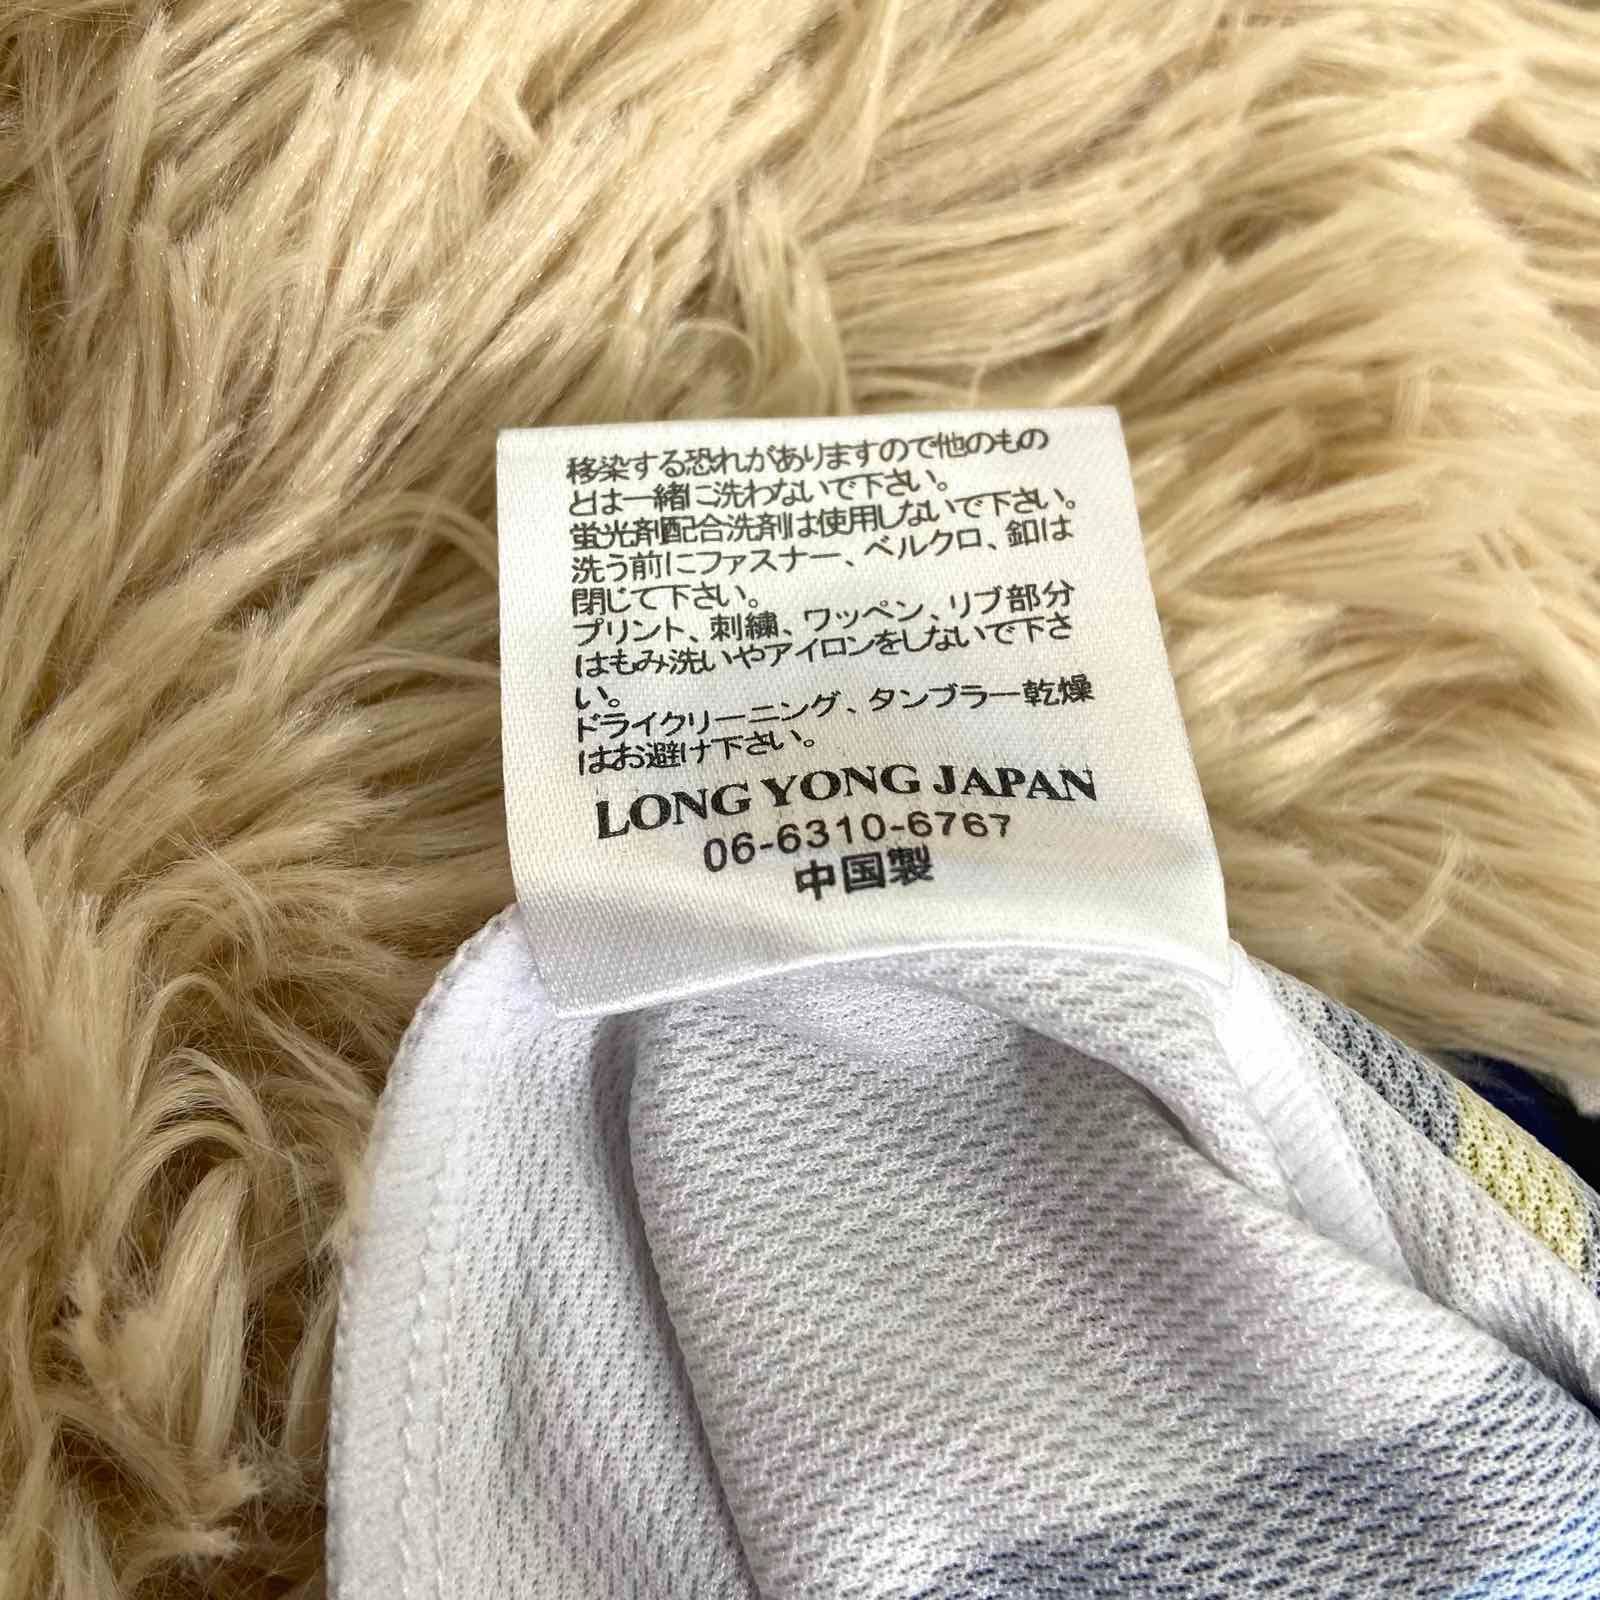 移染する恐れがありますので他のもの
とは一緒に洗わないで下さい。
蛍光剤配合洗剤は使用しないで下さい。
洗う前にファスナー、ベルクロ、釦は
閉じて下さい。
プリント、刺繍、ワッペン、リブ部分
はもみ洗いやアイロンをしないで下さ
い。
ドライクリーニング、タンブラー乾燥
はお避け下さい。
LONG YONG JAPAN
06-6310-6767
中国製